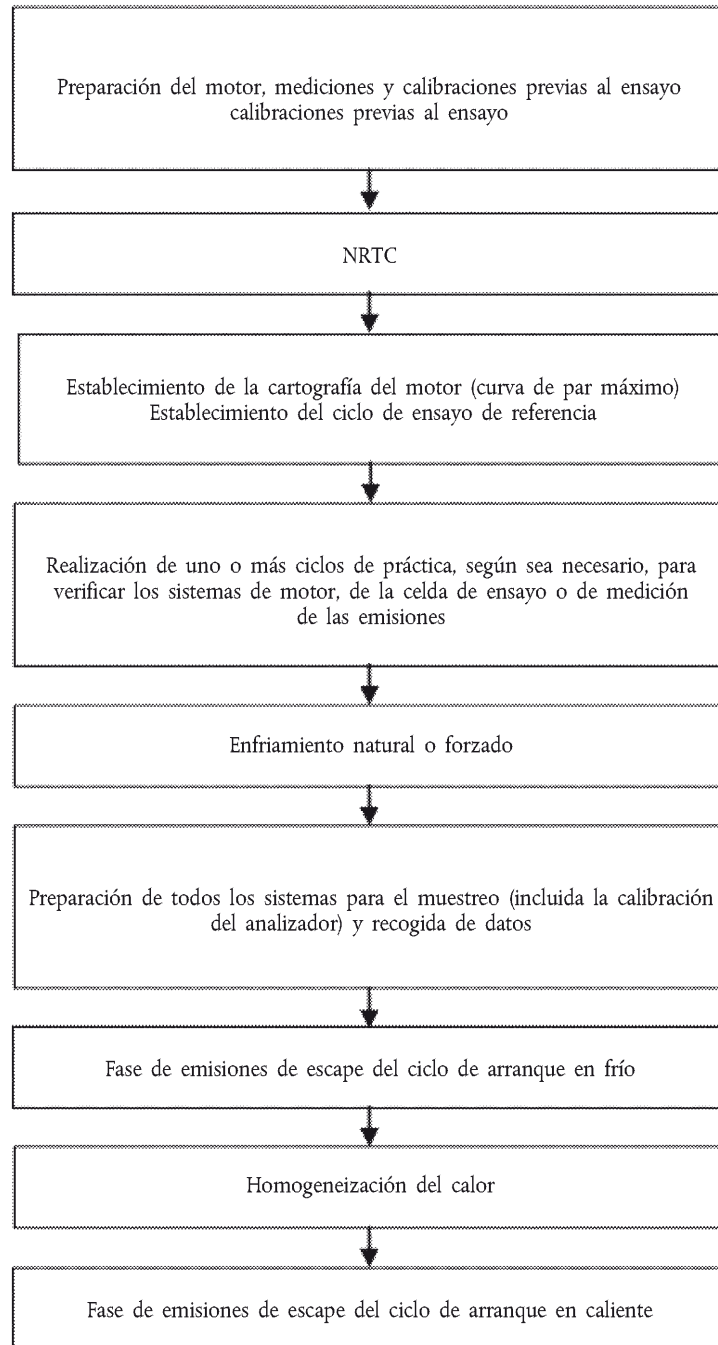 Preparación del motor, mediciones y calibraciones previas al ensayo
calibraciones previas al ensayo
NRTC
Establecimiento de la cartografía del motor (curva de par máximo)
Establecimiento del ciclo de ensayo de referencia
Realización de uno o más ciclos de práctica, según sea necesario, para
verificar los sistemas de motor, de la celda de ensayo o de medición
de las emisiones
Enfriamiento natural o forzado
Preparación de todos los sistemas para el muestreo (incluida la calibración
del analizador) y recogida de datos
Fase de emisiones de escape del ciclo de arranque en frío
Homogeneización del calor
Fase de emisiones de escape del ciclo de arranque en caliente